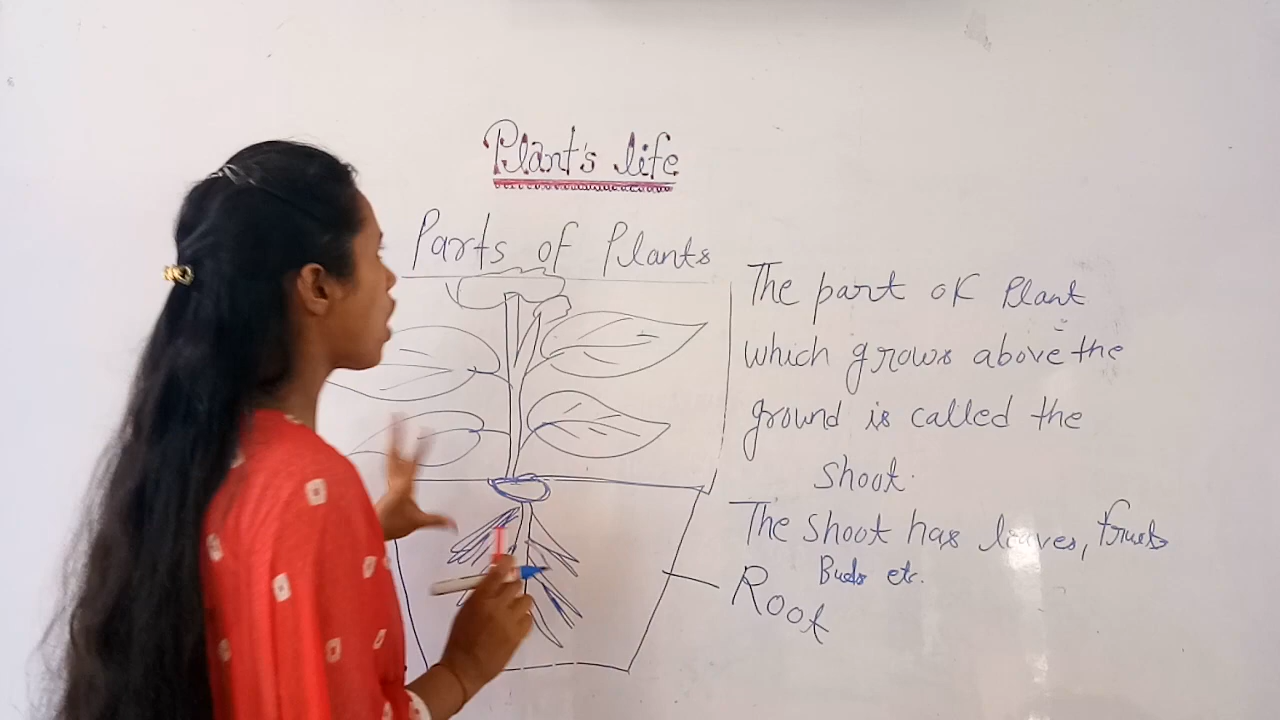 Plant's life
Parts of Plants
The part of Plant
which grows above the
ground is called the
shoot.
The shoot has leaves, fruits
Buds etc.
Root